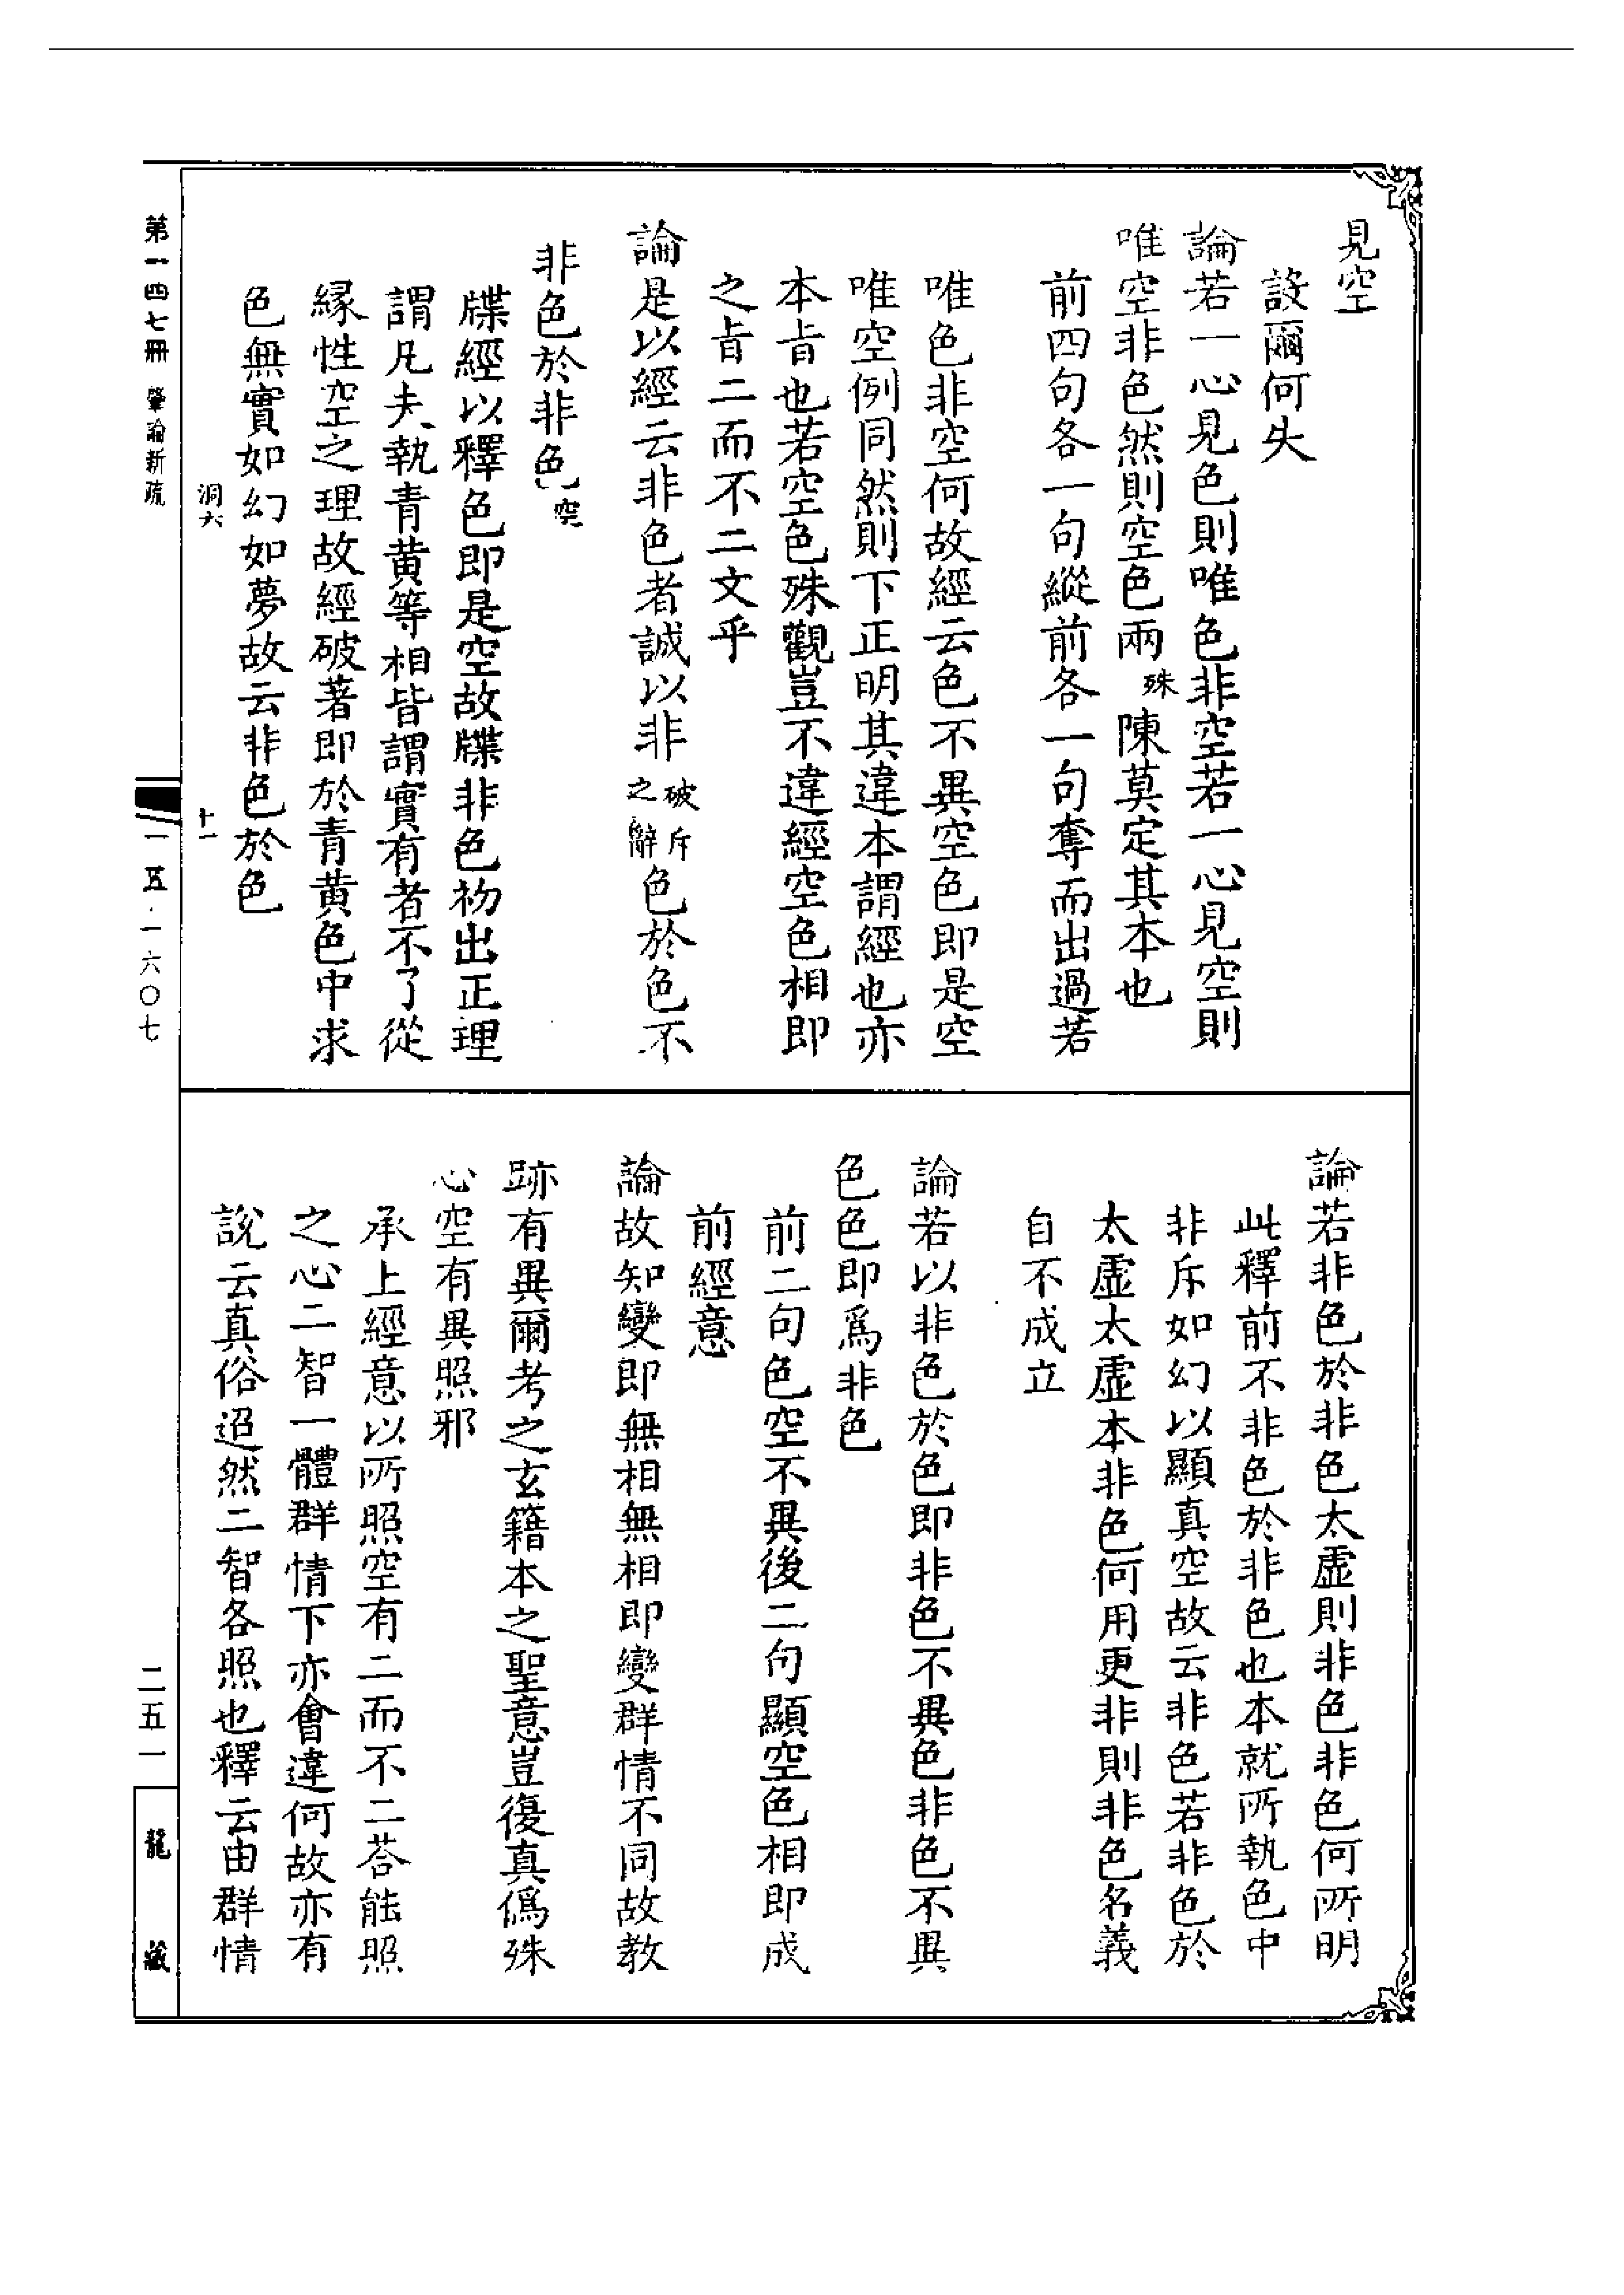 見空
設爾何失
論若一心見色則唯色非空若一心見空則
唯空非色然則空色兩殊陳莫定其本也
前四句各一句縱前各一句奪而出過若
唯色非空何故經云色不異空色即是空
唯空例同然則下正明其違本謂經也亦
本㫖也若空色殊觀豈不違經空色相即
之㫖二而不二文乎
論是以經云非色者誠以非破斥之辭色於色不
非色於非色空
牒經以釋色即是空故牒非色礽出正理
謂凡夫執青黄等相皆謂實有者不了從
緣性空之理故經破著即於青黄色中求
色無實如幻如夢故云非色於色
洞六
十一
論若非色於非色太虛則非色非色何所明
此釋前不非色於非色也本就所執色中
非斥如幻以顯真空故云非色若非色於
太虛太虛本非色何用更非則非色名義
自不成立
論若以非色於色即非色不異色非色不異
色色即爲非色
前二句色空不異後二句顯空色相即成
前經意
論故知變即無相無相即變群情不同故教
跡有異爾考之玄籍本之聖意豈復真僞殊
心空有異照邪
承上經意以所照空有二而不二荅能照
之心二智一體群情下亦會違何故亦有
說云真俗迢然二智各照也釋云由群情
第一四七冊 肇論新疏
一五·一六〇七
二五一
龍藏